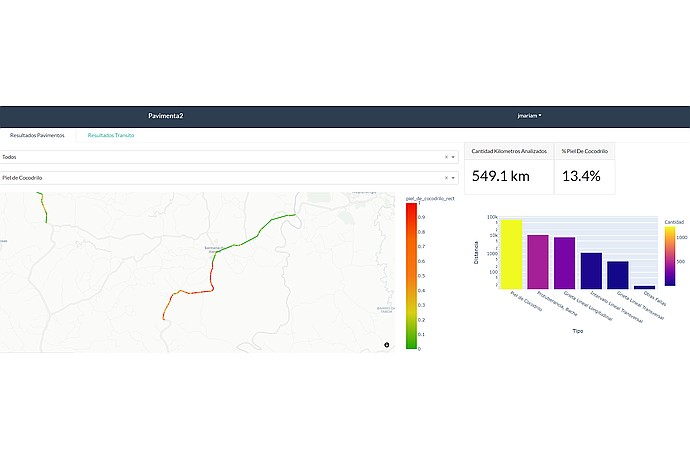 Pavimenta2
jmariam
Resultados Pavimentos
Resultados Transito
Todos
Piel de Cocodrilo
Cantidad Kilometros Analizados
549.1 km
% Piel De Cocodrilo
13.4%
piel_de_cocodrilo_rect
1
0.9
0.8
0.7
0.6
0.5
0.4
0.3
0.2
0.1
0
Distancia
100k
10k
1000
100
Piel de Cocodrilo
Protuberancia, Bache
Grieta Lineal Longitudinal
Intervalo Lineal Transversal
Grieta Lineal Transversal
Otras Fallas
Tipo
Cantidad
1000
500